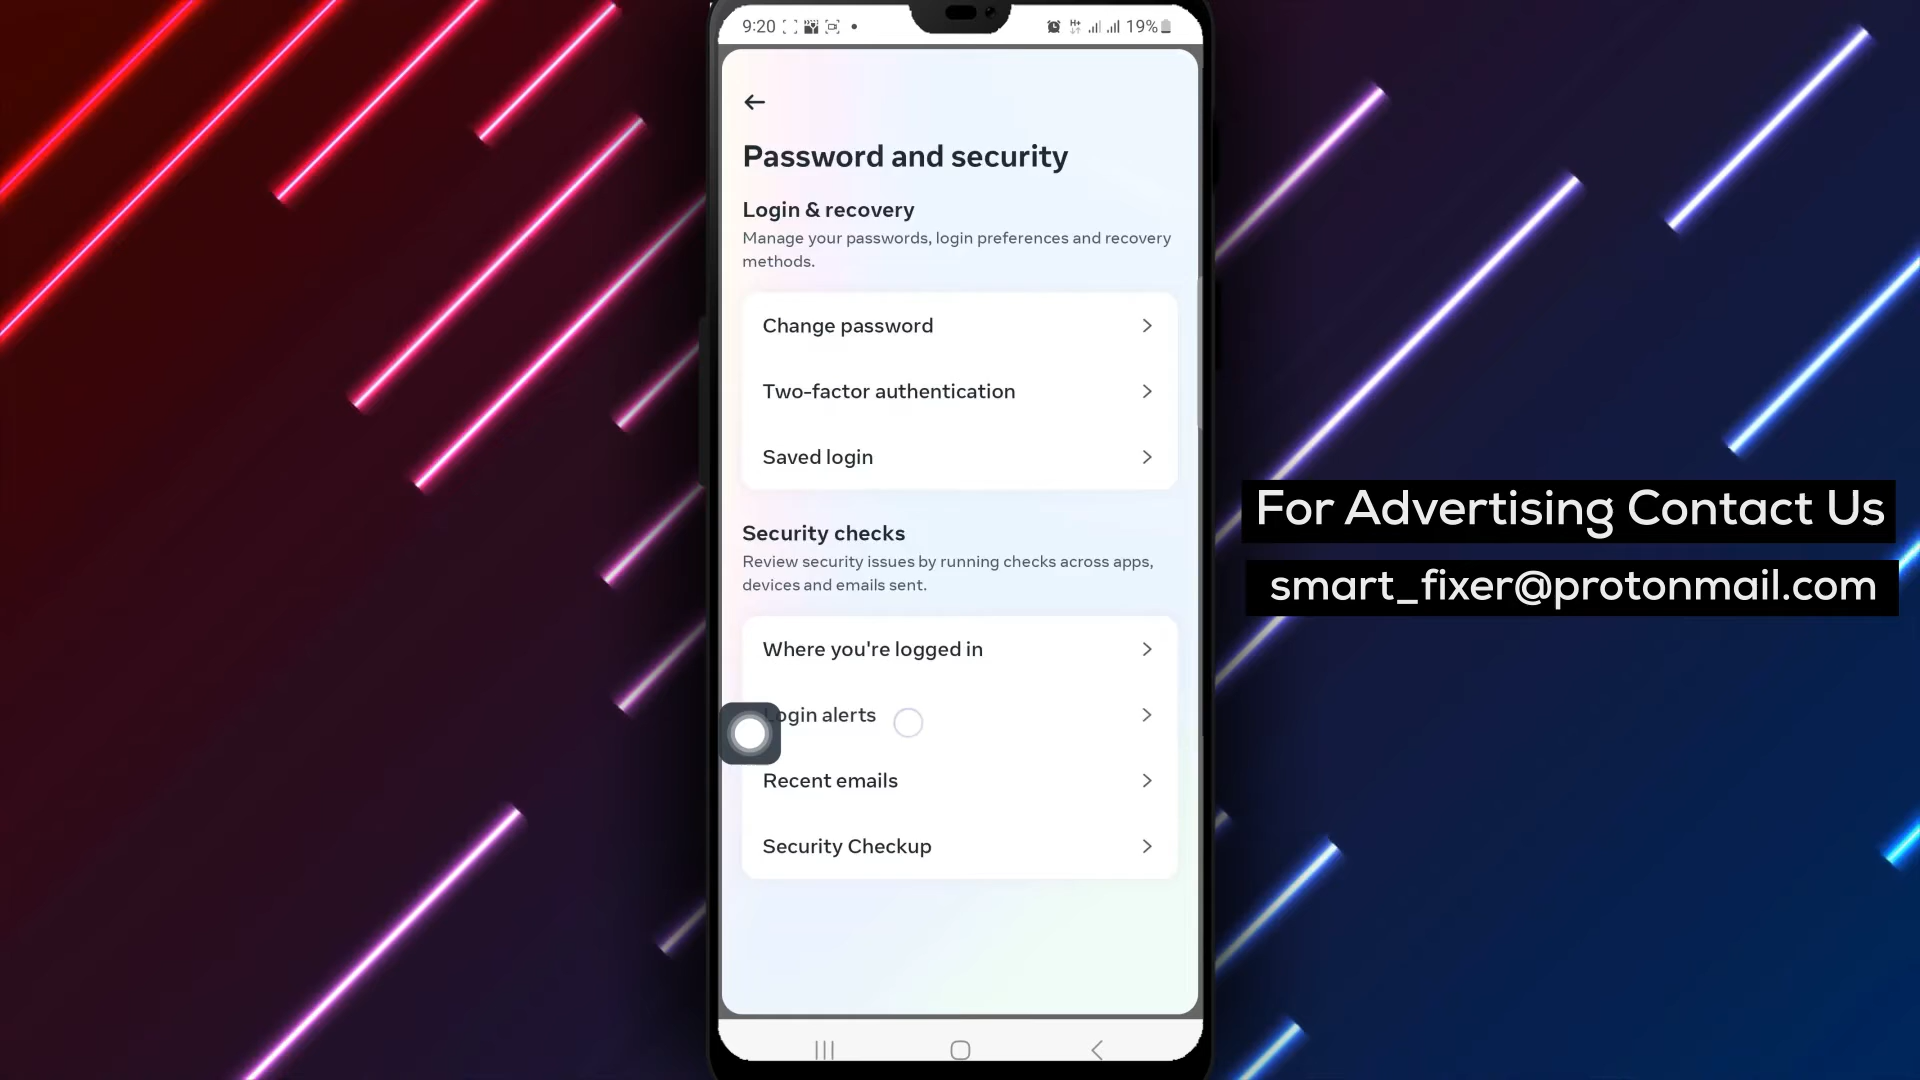 9:20
19%
Password and security
Login & recovery
Manage your passwords, login preferences and recovery
methods.
Change password
Two-factor authentication
Saved login
Security checks
Review security issues by running checks across apps,
devices and emails sent.
Where you're logged in
Login alerts
Recent emails
Security Checkup
For Advertising Contact Us
smart_fixer@protonmail.com